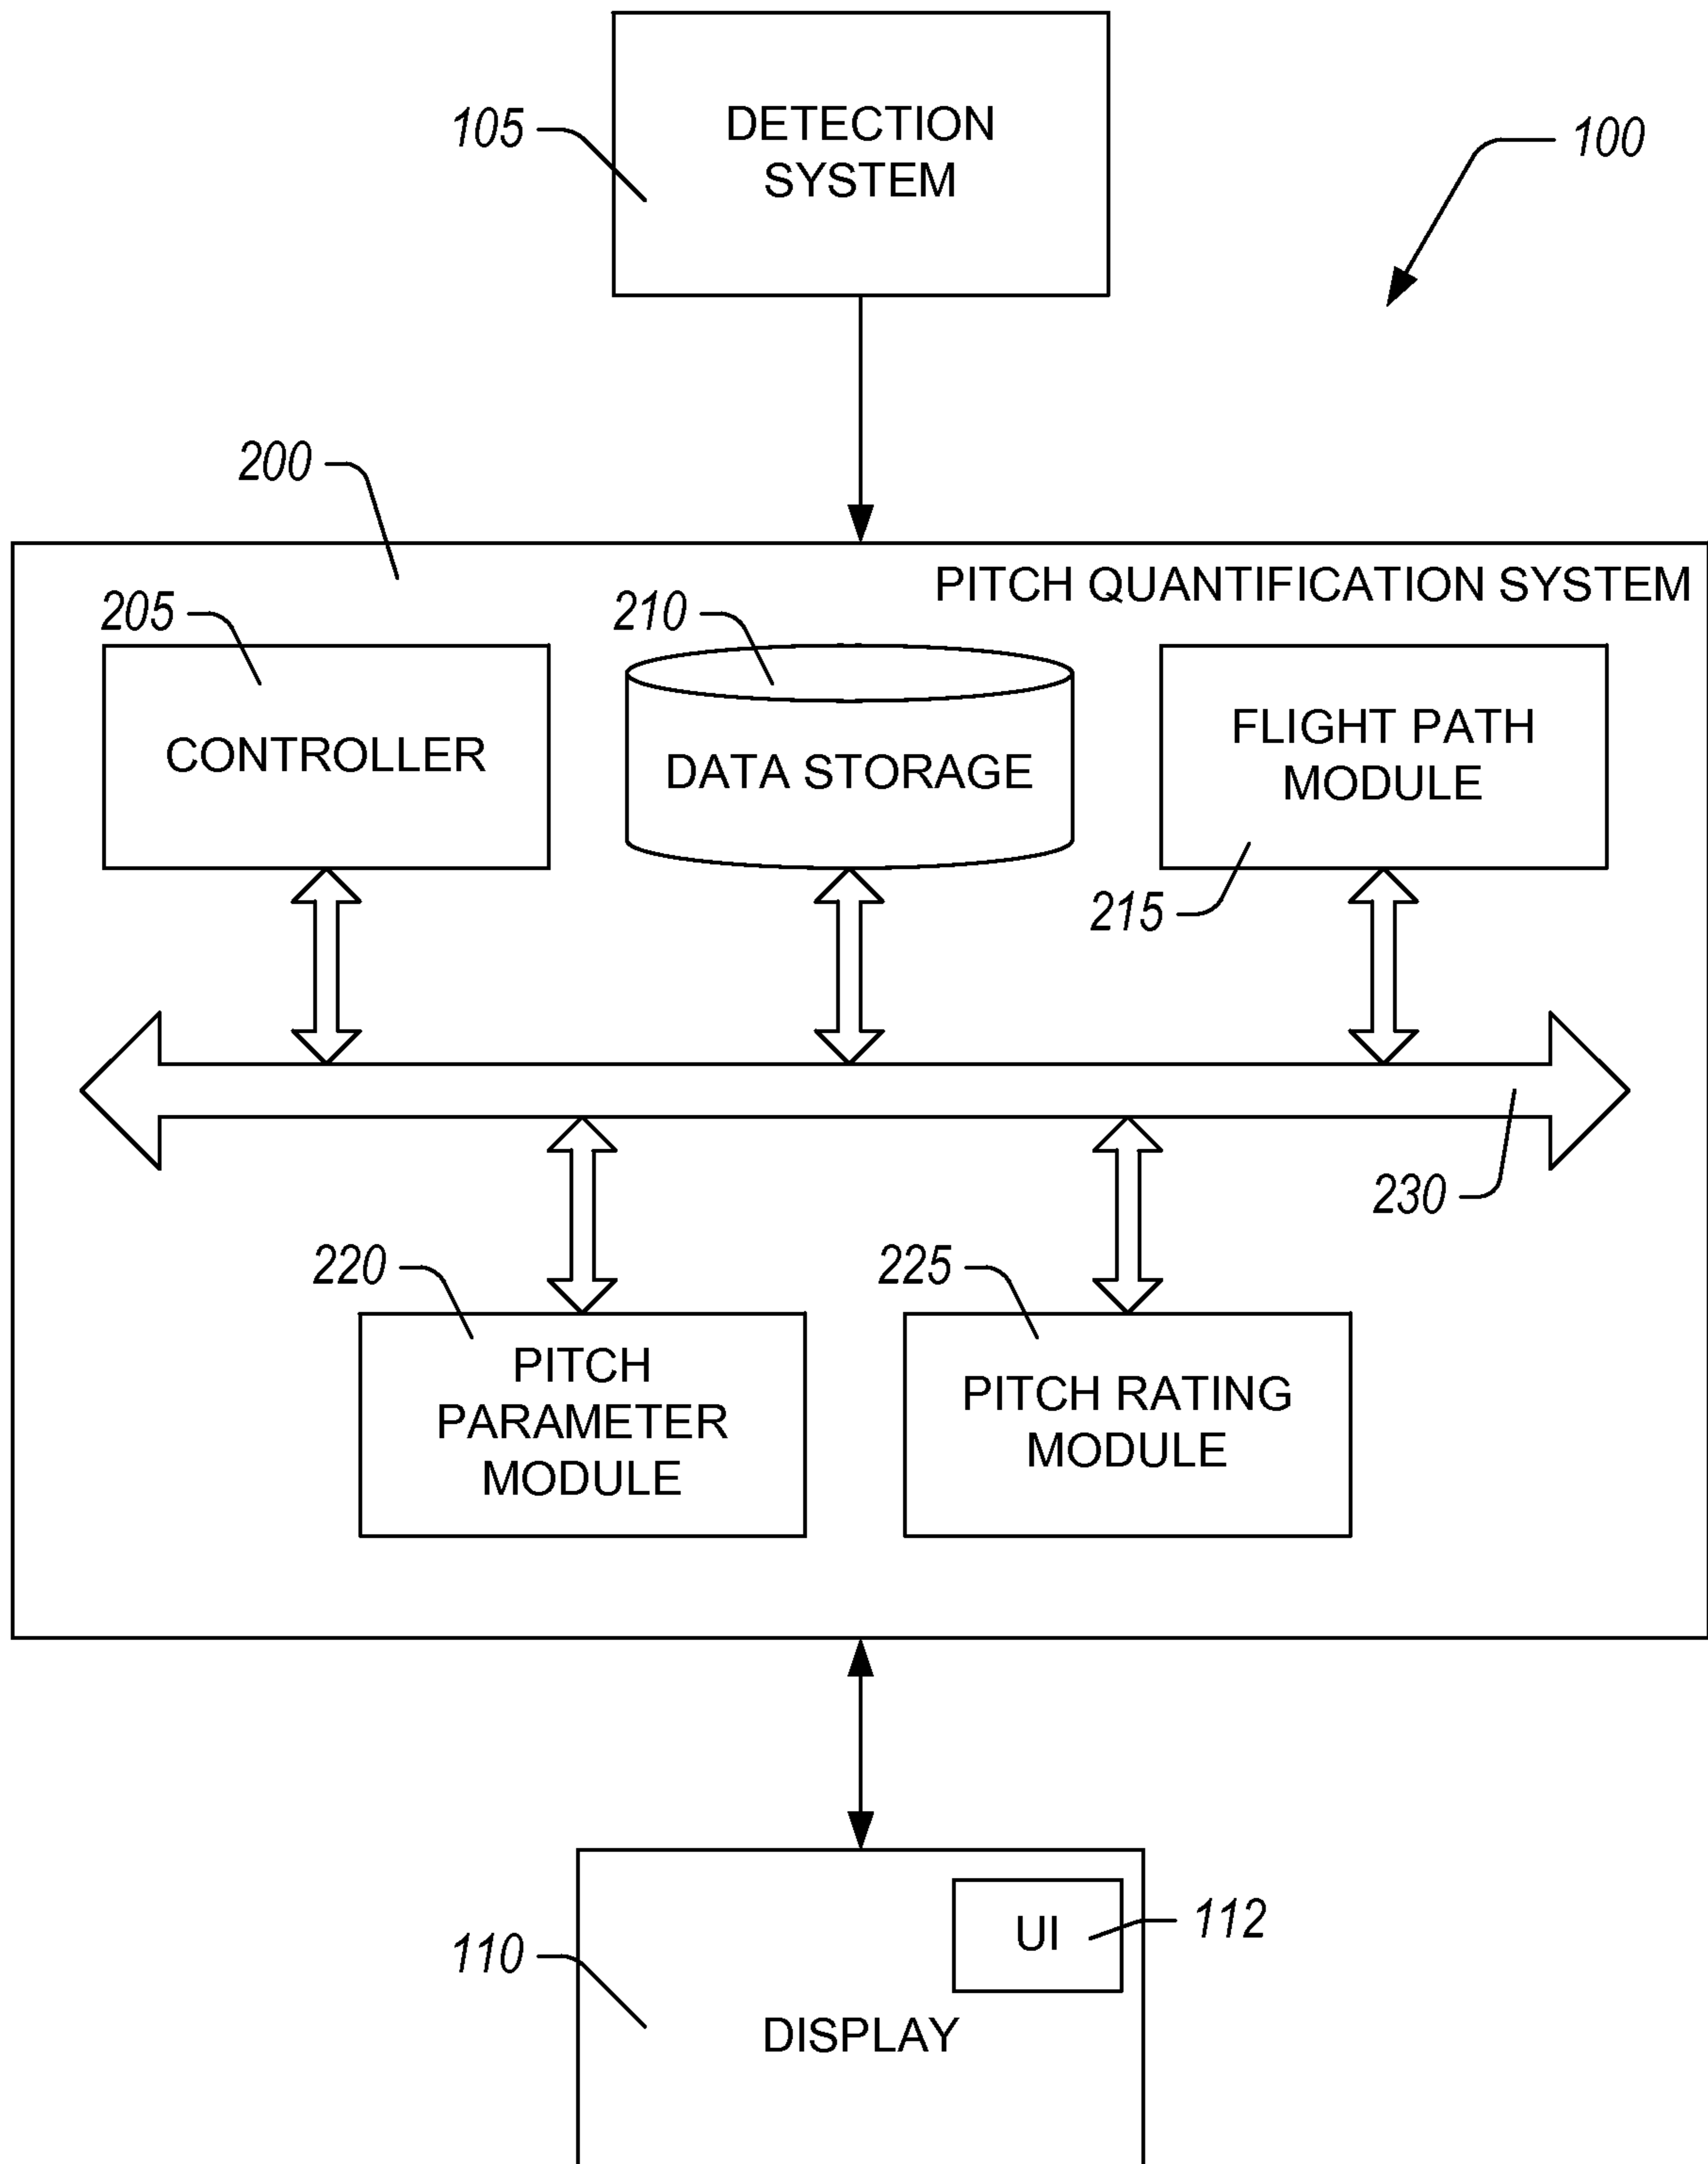 105
DETECTION
SYSTEM
100
200
PITCH QUANTIFICATION SYSTEM
205
210
CONTROLLER
DATA STORAGE
FLIGHT PATH
MODULE
215
230
220
225
PITCH
PARAMETER
MODULE
PITCH RATING
MODULE
UI
112
110
DISPLAY